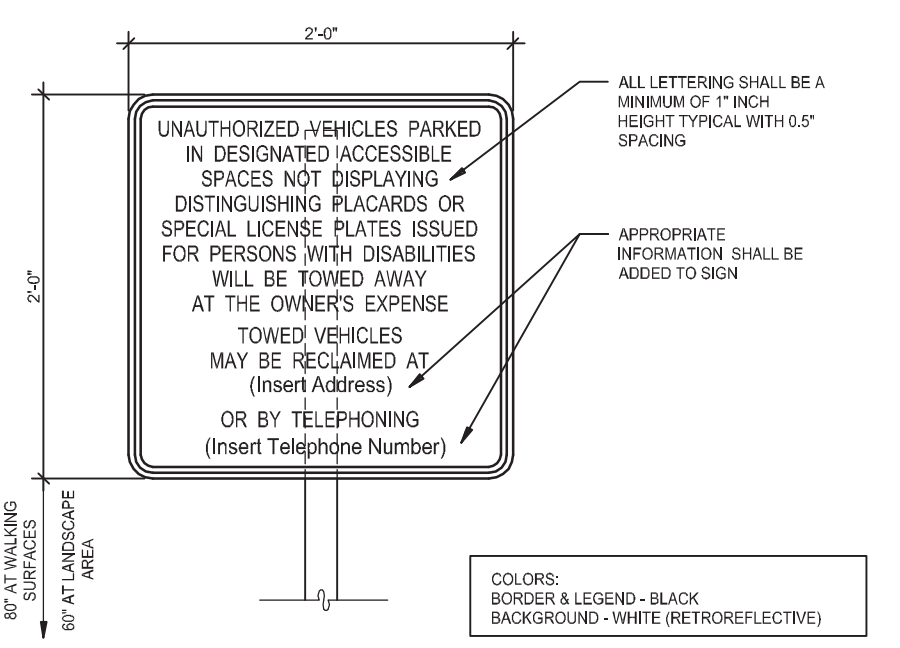 2'-0"
ALL LETTERING SHALL BE A
MINIMUM OF 1" INCH
HEIGHT TYPICAL WITH 0.5"
SPACING
UNAUTHORIZED VEHICLES PARKED
IN DESIGNATED ACCESSIBLE
SPACES NOT DISPLAYING
DISTINGUISHING PLACARDS OR
SPECIAL LICENSE PLATES ISSUED
FOR PERSONS WITH DISABILITIES
WILL BE TOWED AWAY
AT THE OWNER'S EXPENSE
TOWED VEHICLES
MAY BE RECLAIMED AT
(Insert Address)
OR BY TELEPHONING
(Insert Telephone Number)
APPROPRIATE
INFORMATION SHALL BE
ADDED TO SIGN
2'-0"
80" AT WALKING
SURFACES
60" AT LANDSCAPE
AREA
COLORS:
BORDER & LEGEND - BLACK
BACKGROUND - WHITE (RETROREFLECTIVE)